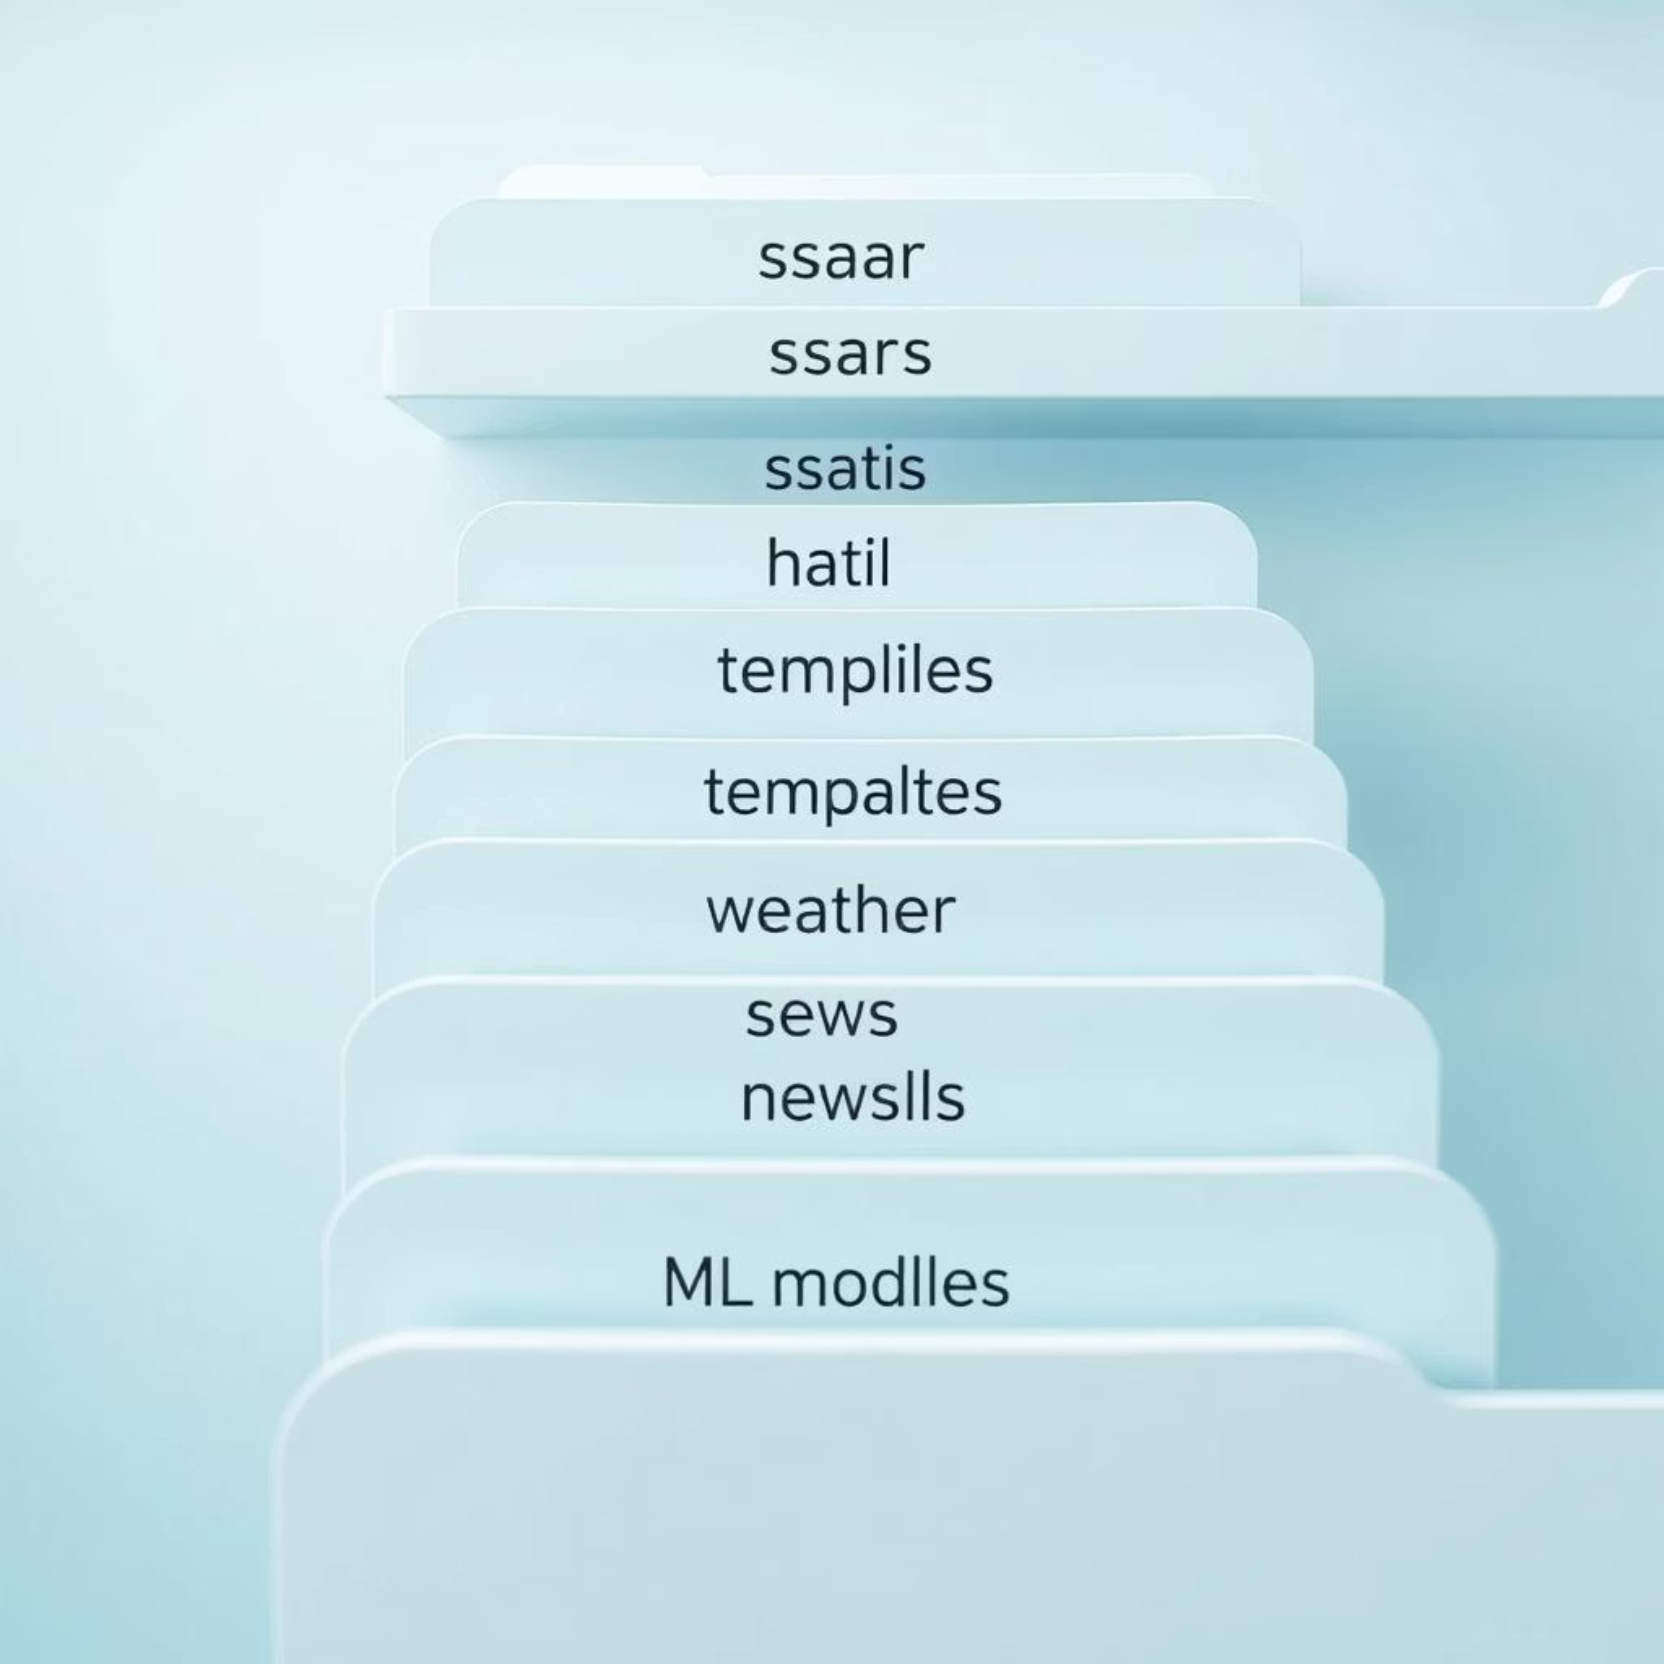 ssaar
ssars
ssatis
hatil
templiles
tempaltes
weather
sews
newslls
ML modlles